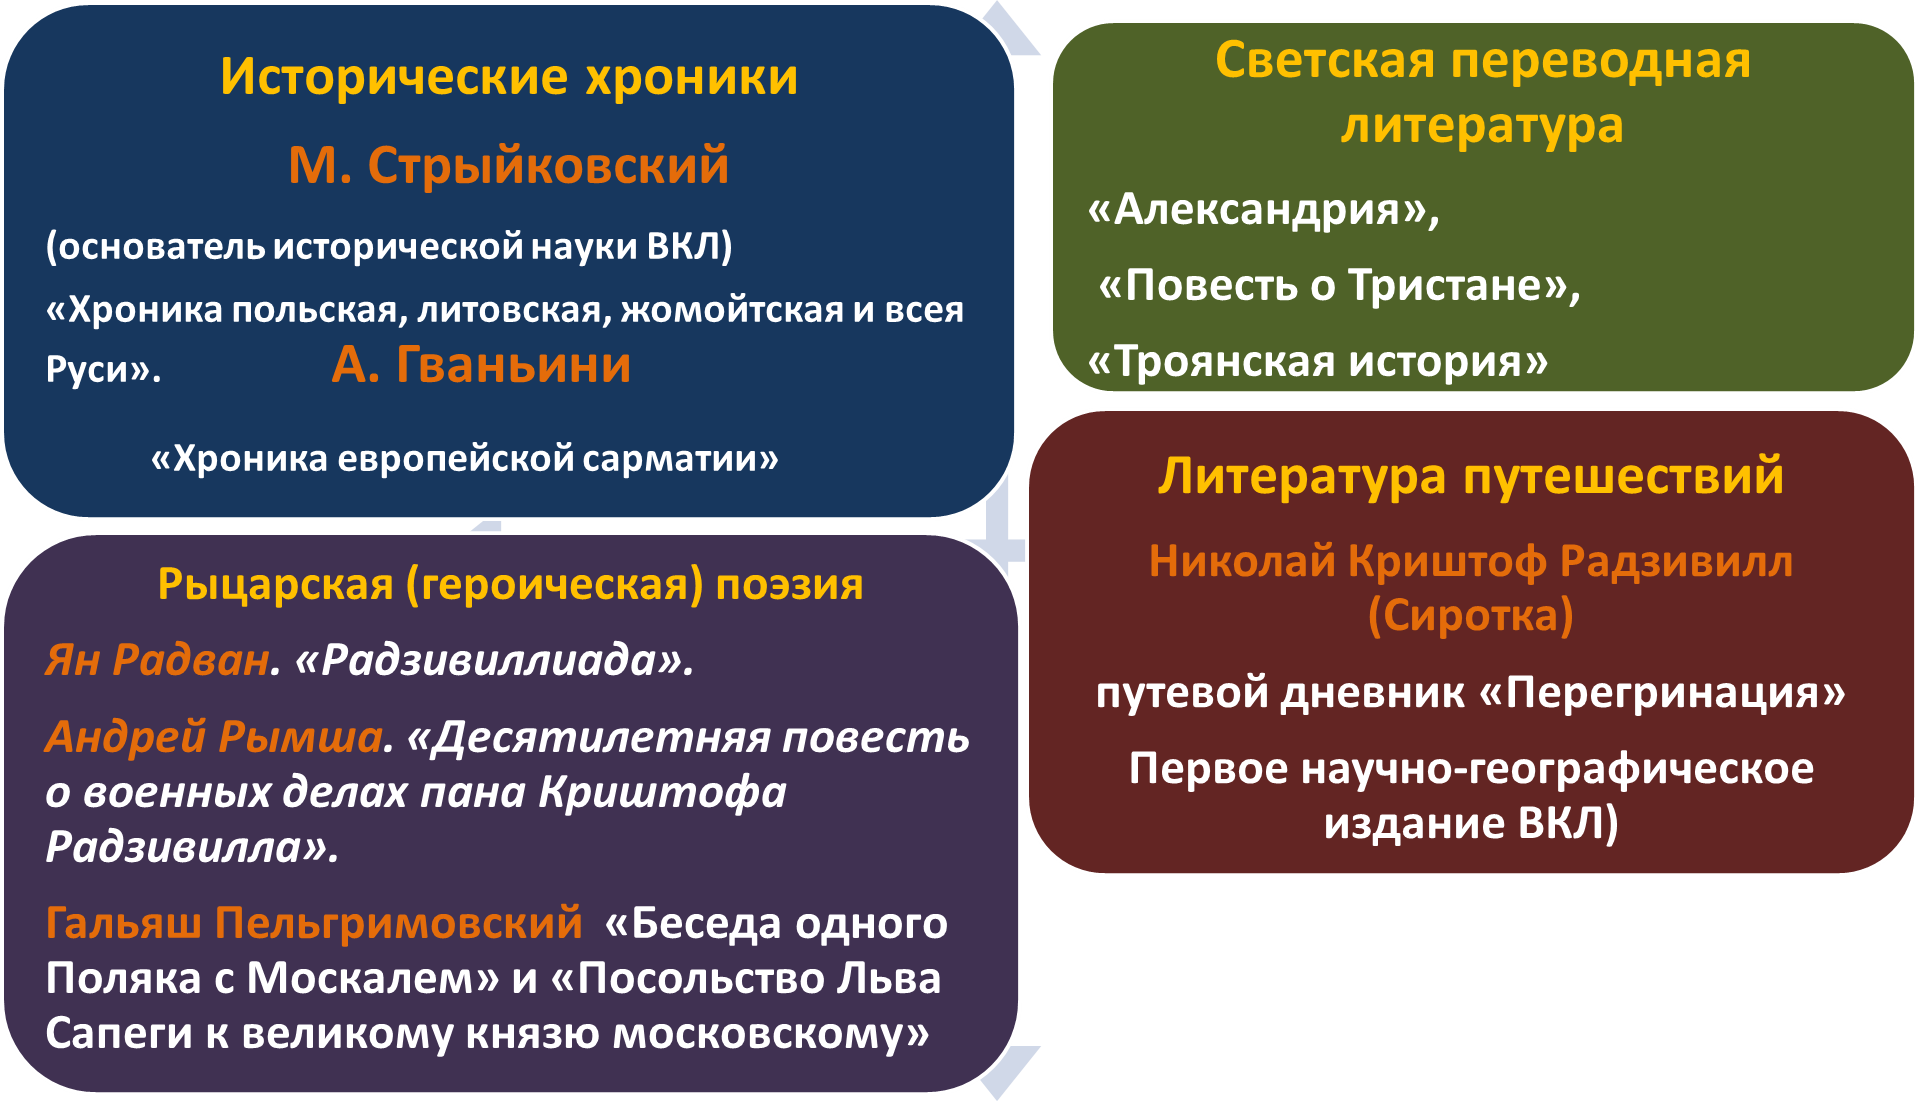 Исторические хроники
М. Стрыйковский
(основатель исторической науки ВКЛ)
«Хроника польская, литовская, жомойтская и всея
Руси». А. Гваньини
«Хроника европейской сарматии»
Светская переводная
литература
«Александрия»,
«Повесть о Тристане»,
«Троянская история»
Рыцарская (героическая) поэзия
Ян Радван. «Радзивиллиада».
Андрей Рымша. «Десятилетняя повесть
о военных делах пана Криштофа
Радзивилла».
Гальяш Пельгримовский «Беседа одного
Поляка с Москалем» и «Посольство Льва
Сапеги к великому князю московскому»
Литература путешествий
Николай Криштоф Радзивилл
(Сиротка)
путевой дневник «Перегринация»
Первое научно-географическое
издание ВКЛ)